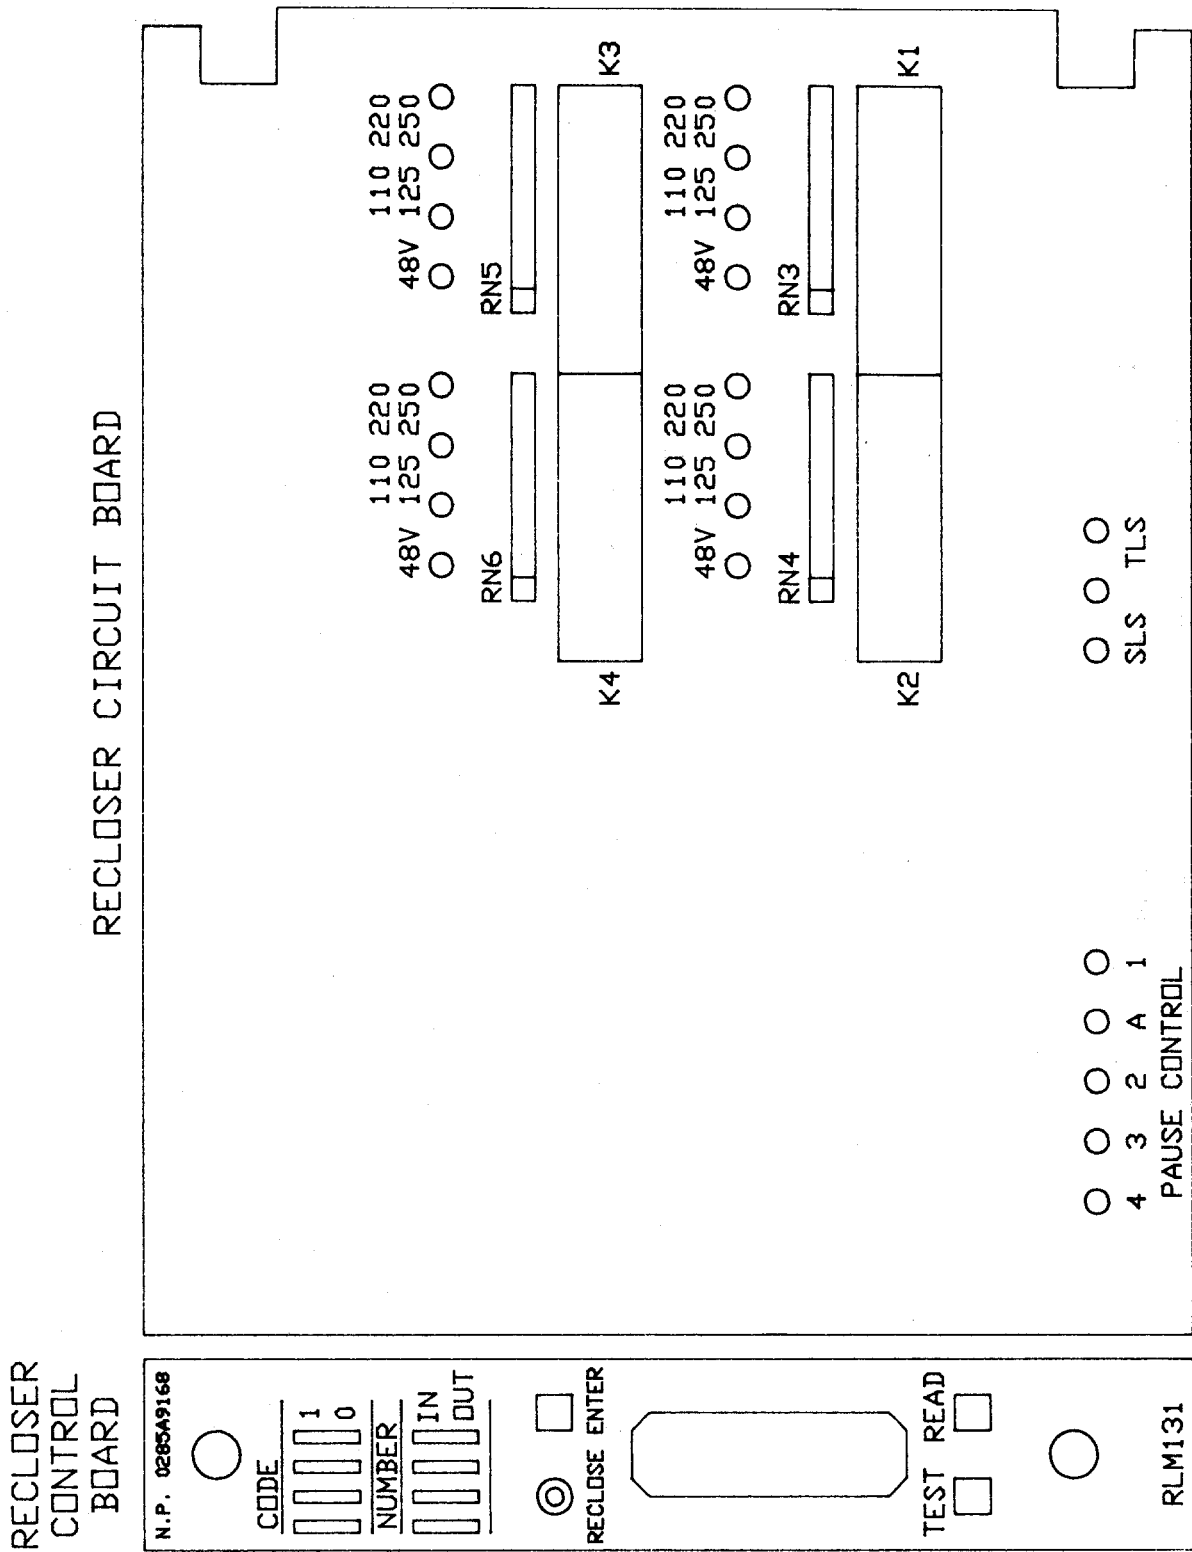 RECLOSER
CONTROL
BOARD
N.P. 0285A9168
CODE
1
0
NUMBER
IN
OUT
RECLOSE ENTER
TEST READ
RLM131
RECLOSER CIRCUIT BOARD
110 220
48V 125 250
RN6
K4
110 220
48V 125 250
RN5
K3
110 220
48V 125 250
RN4
K2
110 220
48V 125 250
RN3
K1
SLS TLS
4 3 2 A 1
PAUSE CONTROL